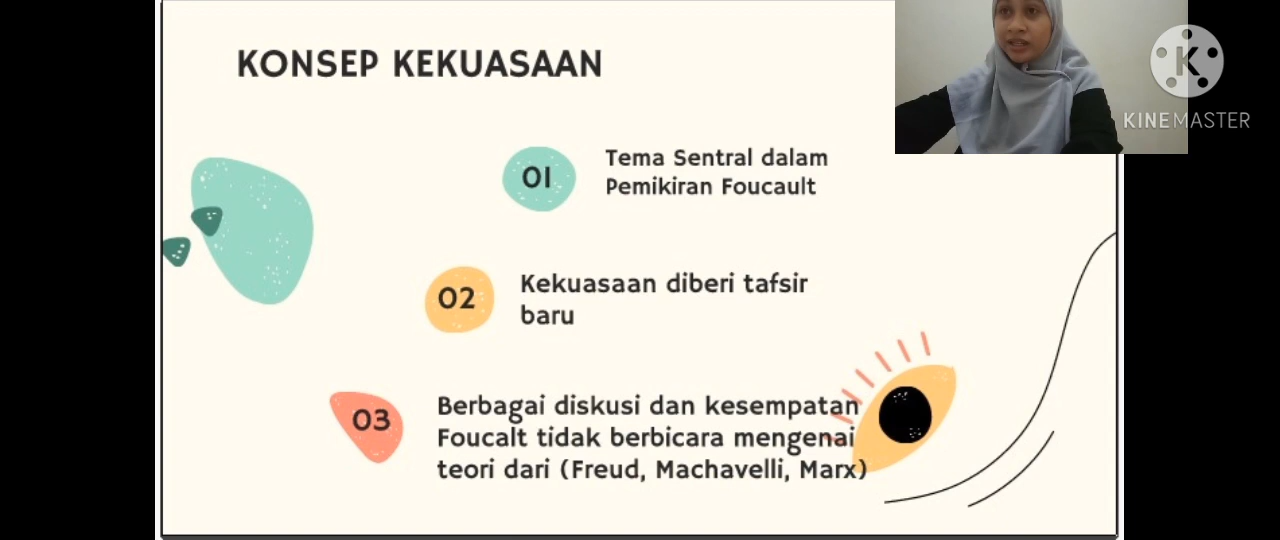 KONSEP KEKUASAAN
K
KINEMASTER
01
Tema Sentral dalam
Pemikiran Foucault
02
Kekuasaan diberi tafsir
baru
03
Berbagai diskusi dan kesempatan
Foucalt tidak berbicara mengenai
teori dari (Freud, Machavelli, Marx)